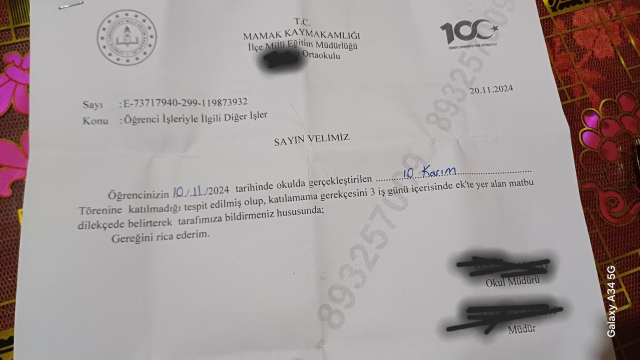 T.C.
MAMAK KAYMAKAMLIĞI
İlçe Milli Eğitim Müdürlüğü
Ortaokulu
100
20.11.2024
Sayı :E-73717940-299-119873932
Konu :Öğrenci İşleriyle İlgili Diğer İşler
SAYIN VELİMİZ
Öğrencinizin 10/11/2024 tarihinde okulda gerçekleştirilen ........ 10 Kasım ........
Törenine katılmadığı tespit edilmiş olup, katılamama gerekçesini 3 iş günü içerisinde ek'te yer alan matbu
dilekçede belirterek tarafımıza bildirmeniz hususunda;
Gereğini rica ederim.
Okul Müdürü
Müdür
Galaxy A34 5G